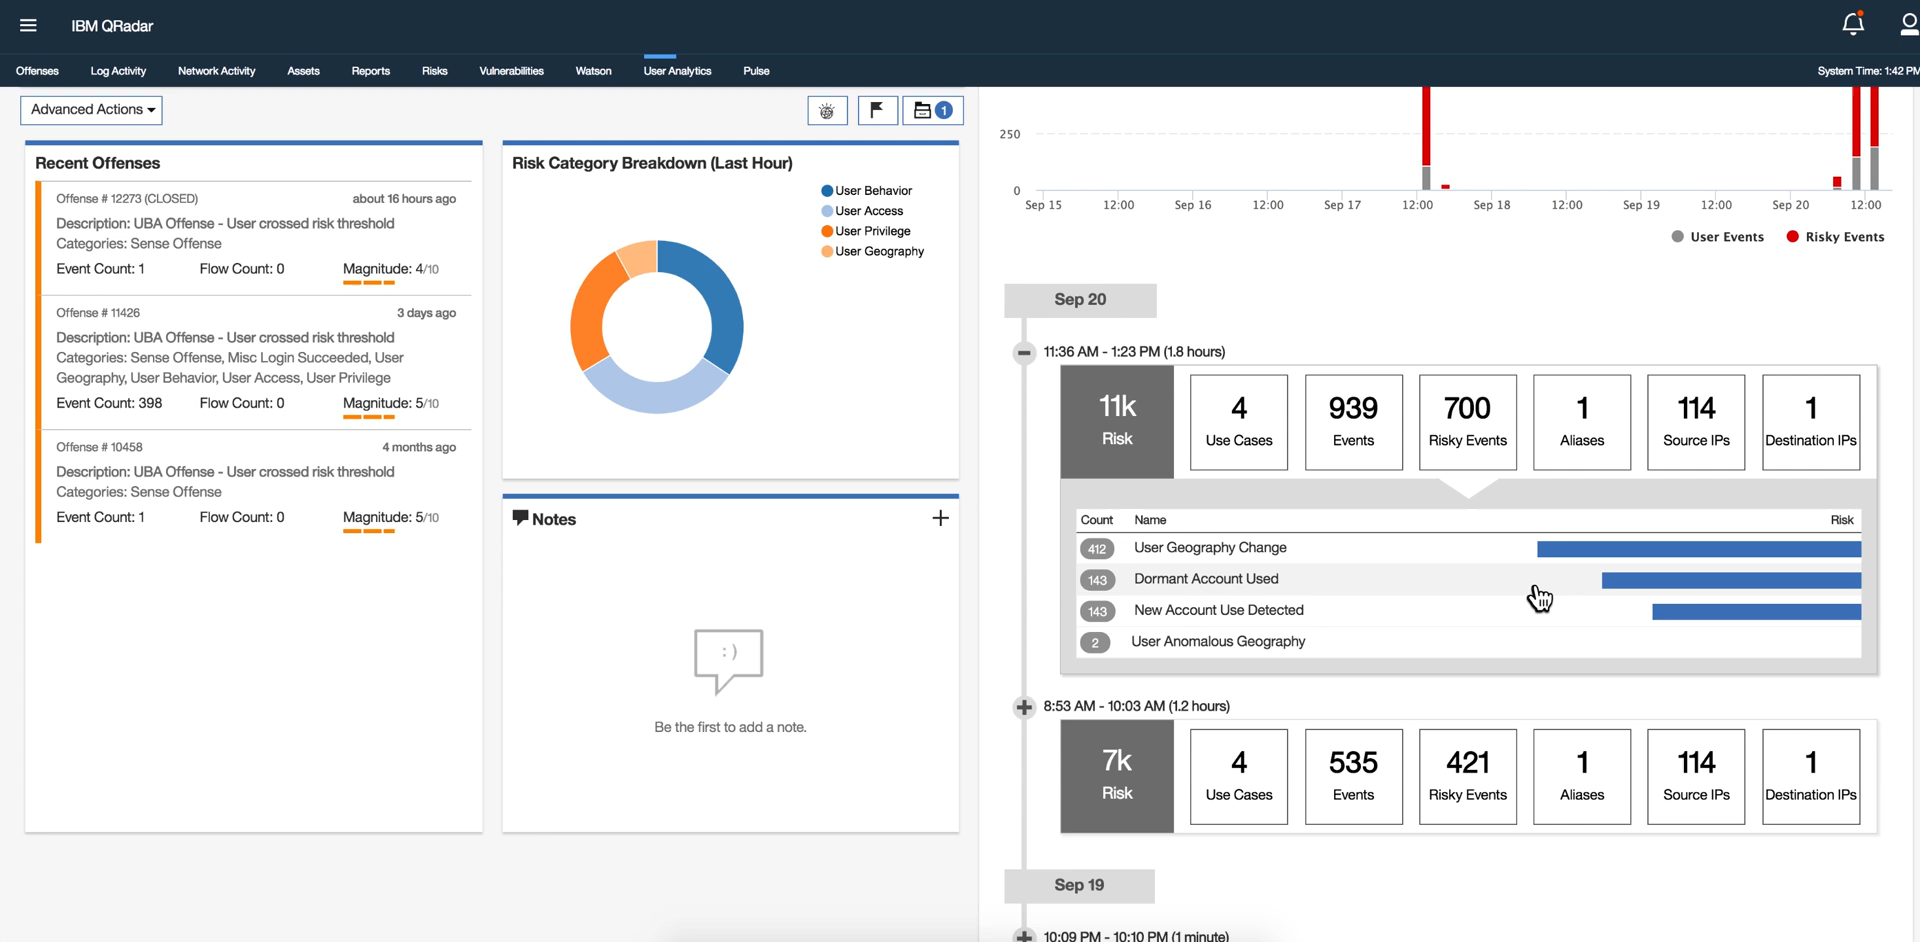 IBM QRadar
Offenses Log Activity Network Activity Assets Reports Risks Vulnerabilities Watson User Analytics Pulse System Time: 1:42 PM
Advanced Actions
1
Recent Offenses
Offense # 12273 (CLOSED) about 16 hours ago
Description: UBA Offense - User crossed risk threshold
Categories: Sense Offense
Event Count: 1 Flow Count: 0 Magnitude: 4/10
Offense # 11426 3 days ago
Description: UBA Offense - User crossed risk threshold
Categories: Sense Offense, Misc Login Succeeded, User
Geography, User Behavior, User Access, User Privilege
Event Count: 398 Flow Count: 0 Magnitude: 5/10
Offense # 10458 4 months ago
Description: UBA Offense - User crossed risk threshold
Categories: Sense Offense
Event Count: 1 Flow Count: 0 Magnitude: 5/10
Risk Category Breakdown (Last Hour)
User Behavior
User Access
User Privilege
User Geography
Notes
:)
Be the first to add a note.
250
0
Sep 15 12:00 Sep 16 12:00 Sep 17 12:00 Sep 18 12:00 Sep 19 12:00 Sep 20 12:00
User Events Risky Events
Sep 20
11:36 AM - 1:23 PM (1.8 hours)
11k 4 939 700 1 114 1
Risk Use Cases Events Risky Events Aliases Source IPs Destination IPs
Count Name Risk
412 User Geography Change
143 Dormant Account Used
143 New Account Use Detected
2 User Anomalous Geography
8:53 AM - 10:03 AM (1.2 hours)
7k 4 535 421 1 114 1
Risk Use Cases Events Risky Events Aliases Source IPs Destination IPs
Sep 19
10:09 PM - 10:10 PM (1 minute)